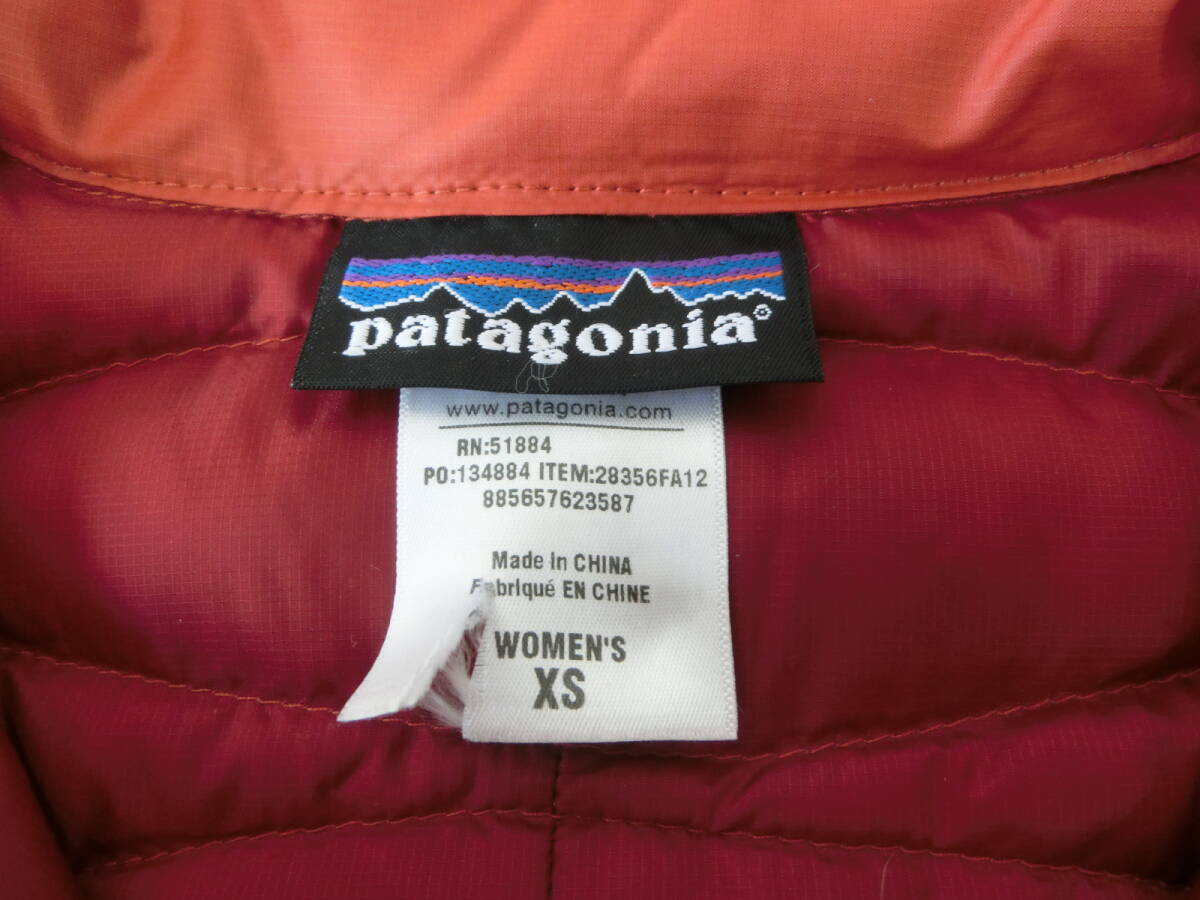 patagonia®
www.patagonia.com
RN:51884
PO:134884 ITEM:28356FA12
885657623587
Made in CHINA
Fabriqué EN CHINE
WOMEN'S
XS